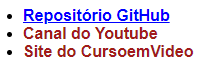 Repositório GitHub
Canal do Youtube
Site do CursoemVideo